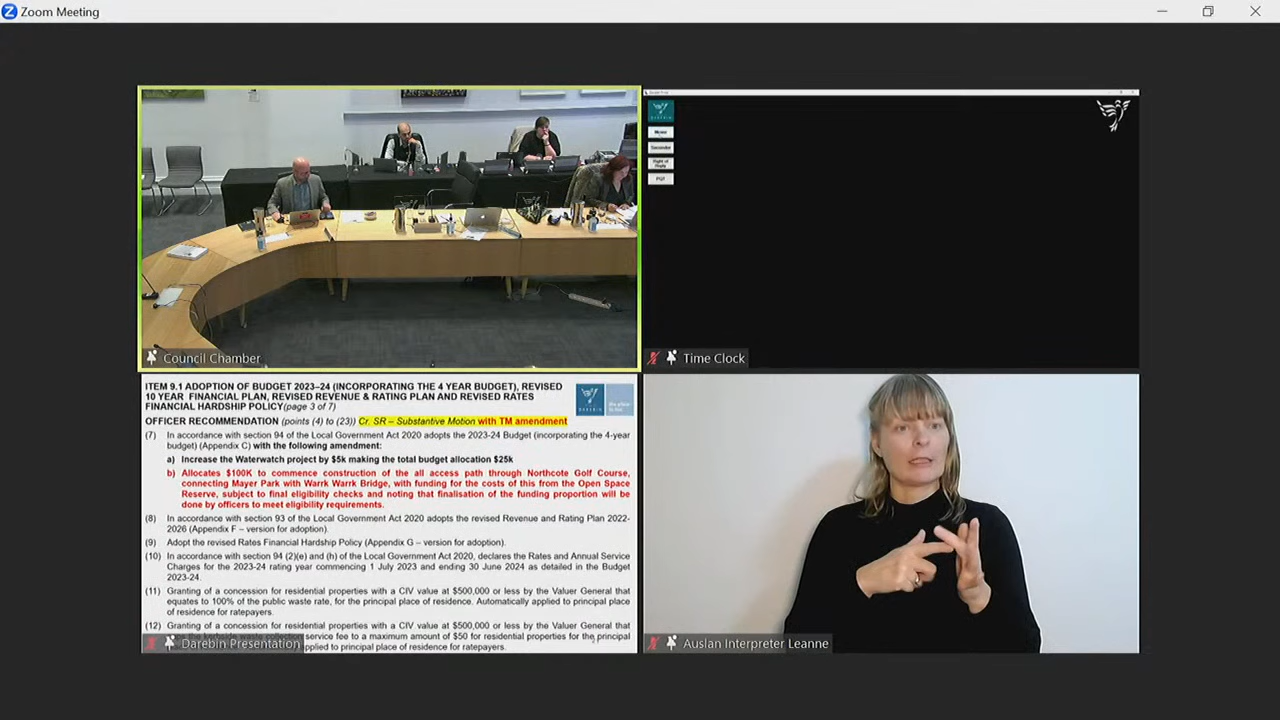 Zoom Meeting
DAREBIN
Mover
Seconder
Right of
Reply
Council Chamber
Time Clock
ITEM 9.1 ADOPTION OF BUDGET 2023–24 (INCORPORATING THE 4 YEAR BUDGET), REVISED
10 YEAR FINANCIAL PLAN, REVISED REVENUE & RATING PLAN AND REVISED RATES
FINANCIAL HARDSHIP POLICY(page 3 of 7)
OFFICER RECOMMENDATION (points (4) to (23)) Cr. SR – Substantive Motion with TM amendment
(7) In accordance with section 94 of the Local Government Act 2020 adopts the 2023-24 Budget (incorporating the 4-year
budget) (Appendix C) with the following amendment:
a) Increase the Waterwatch project by $5k making the total budget allocation $25k
b) Allocates $100K to commence construction of the all access path through Northcote Golf Course,
connecting Mayer Park with Warrk Warrk Bridge, with funding for the costs of this from the Open Space
Reserve, subject to final eligibility checks and noting that finalisation of the funding proportion will be
done by officers to meet eligibility requirements.
(8) In accordance with section 93 of the Local Government Act 2020 adopts the revised Revenue and Rating Plan 2022-
2026 (Appendix F – version for adoption).
(9) Adopt the revised Rates Financial Hardship Policy (Appendix G – version for adoption).
(10) In accordance with section 94 (2)(e) and (h) of the Local Government Act 2020, declares the Rates and Annual Service
Charges for the 2023-24 rating year commencing 1 July 2023 and ending 30 June 2024 as detailed in the Budget
2023-24.
(11) Granting of a concession for residential properties with a CIV value at $500,000 or less by the Valuer General that
equates to 100% of the public waste rate, for the principal place of residence. Automatically applied to principal place
of residence for ratepayers.
(12) Granting of a concession for residential properties with a CIV value at $500,000 or less by the Valuer General that
service fee to a maximum amount of $50 for residential properties for the principal
applied to principal place of residence for ratepayers.
Darebin Presentation
Auslan Interpreter Leanne